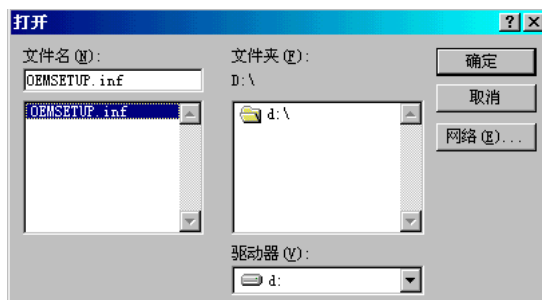 打开
文件名(N):
OEMSETUP.inf
OEMSETUP.inf
文件夹(F):
D:\
d:\
驱动器(V):
d:
确定
取消
网络(E)...